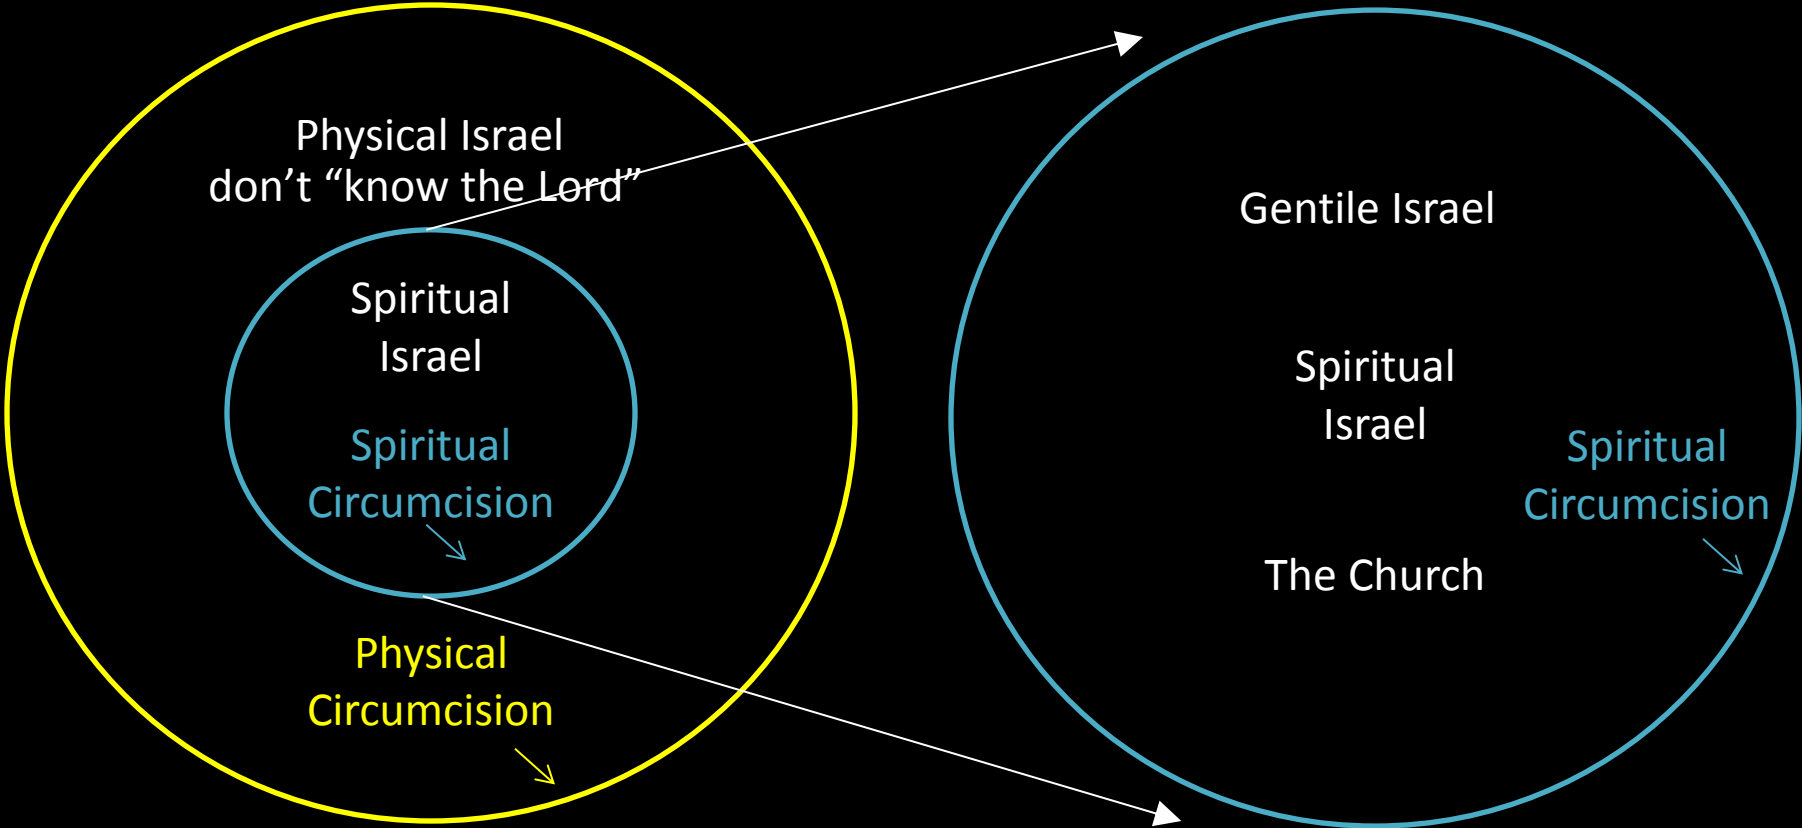 Physical Israel
don’t “know the Lord”
Spiritual
Israel
Spiritual
Circumcision
Physical
Circumcision
Gentile Israel
Spiritual
Israel
Spiritual
Circumcision
The Church